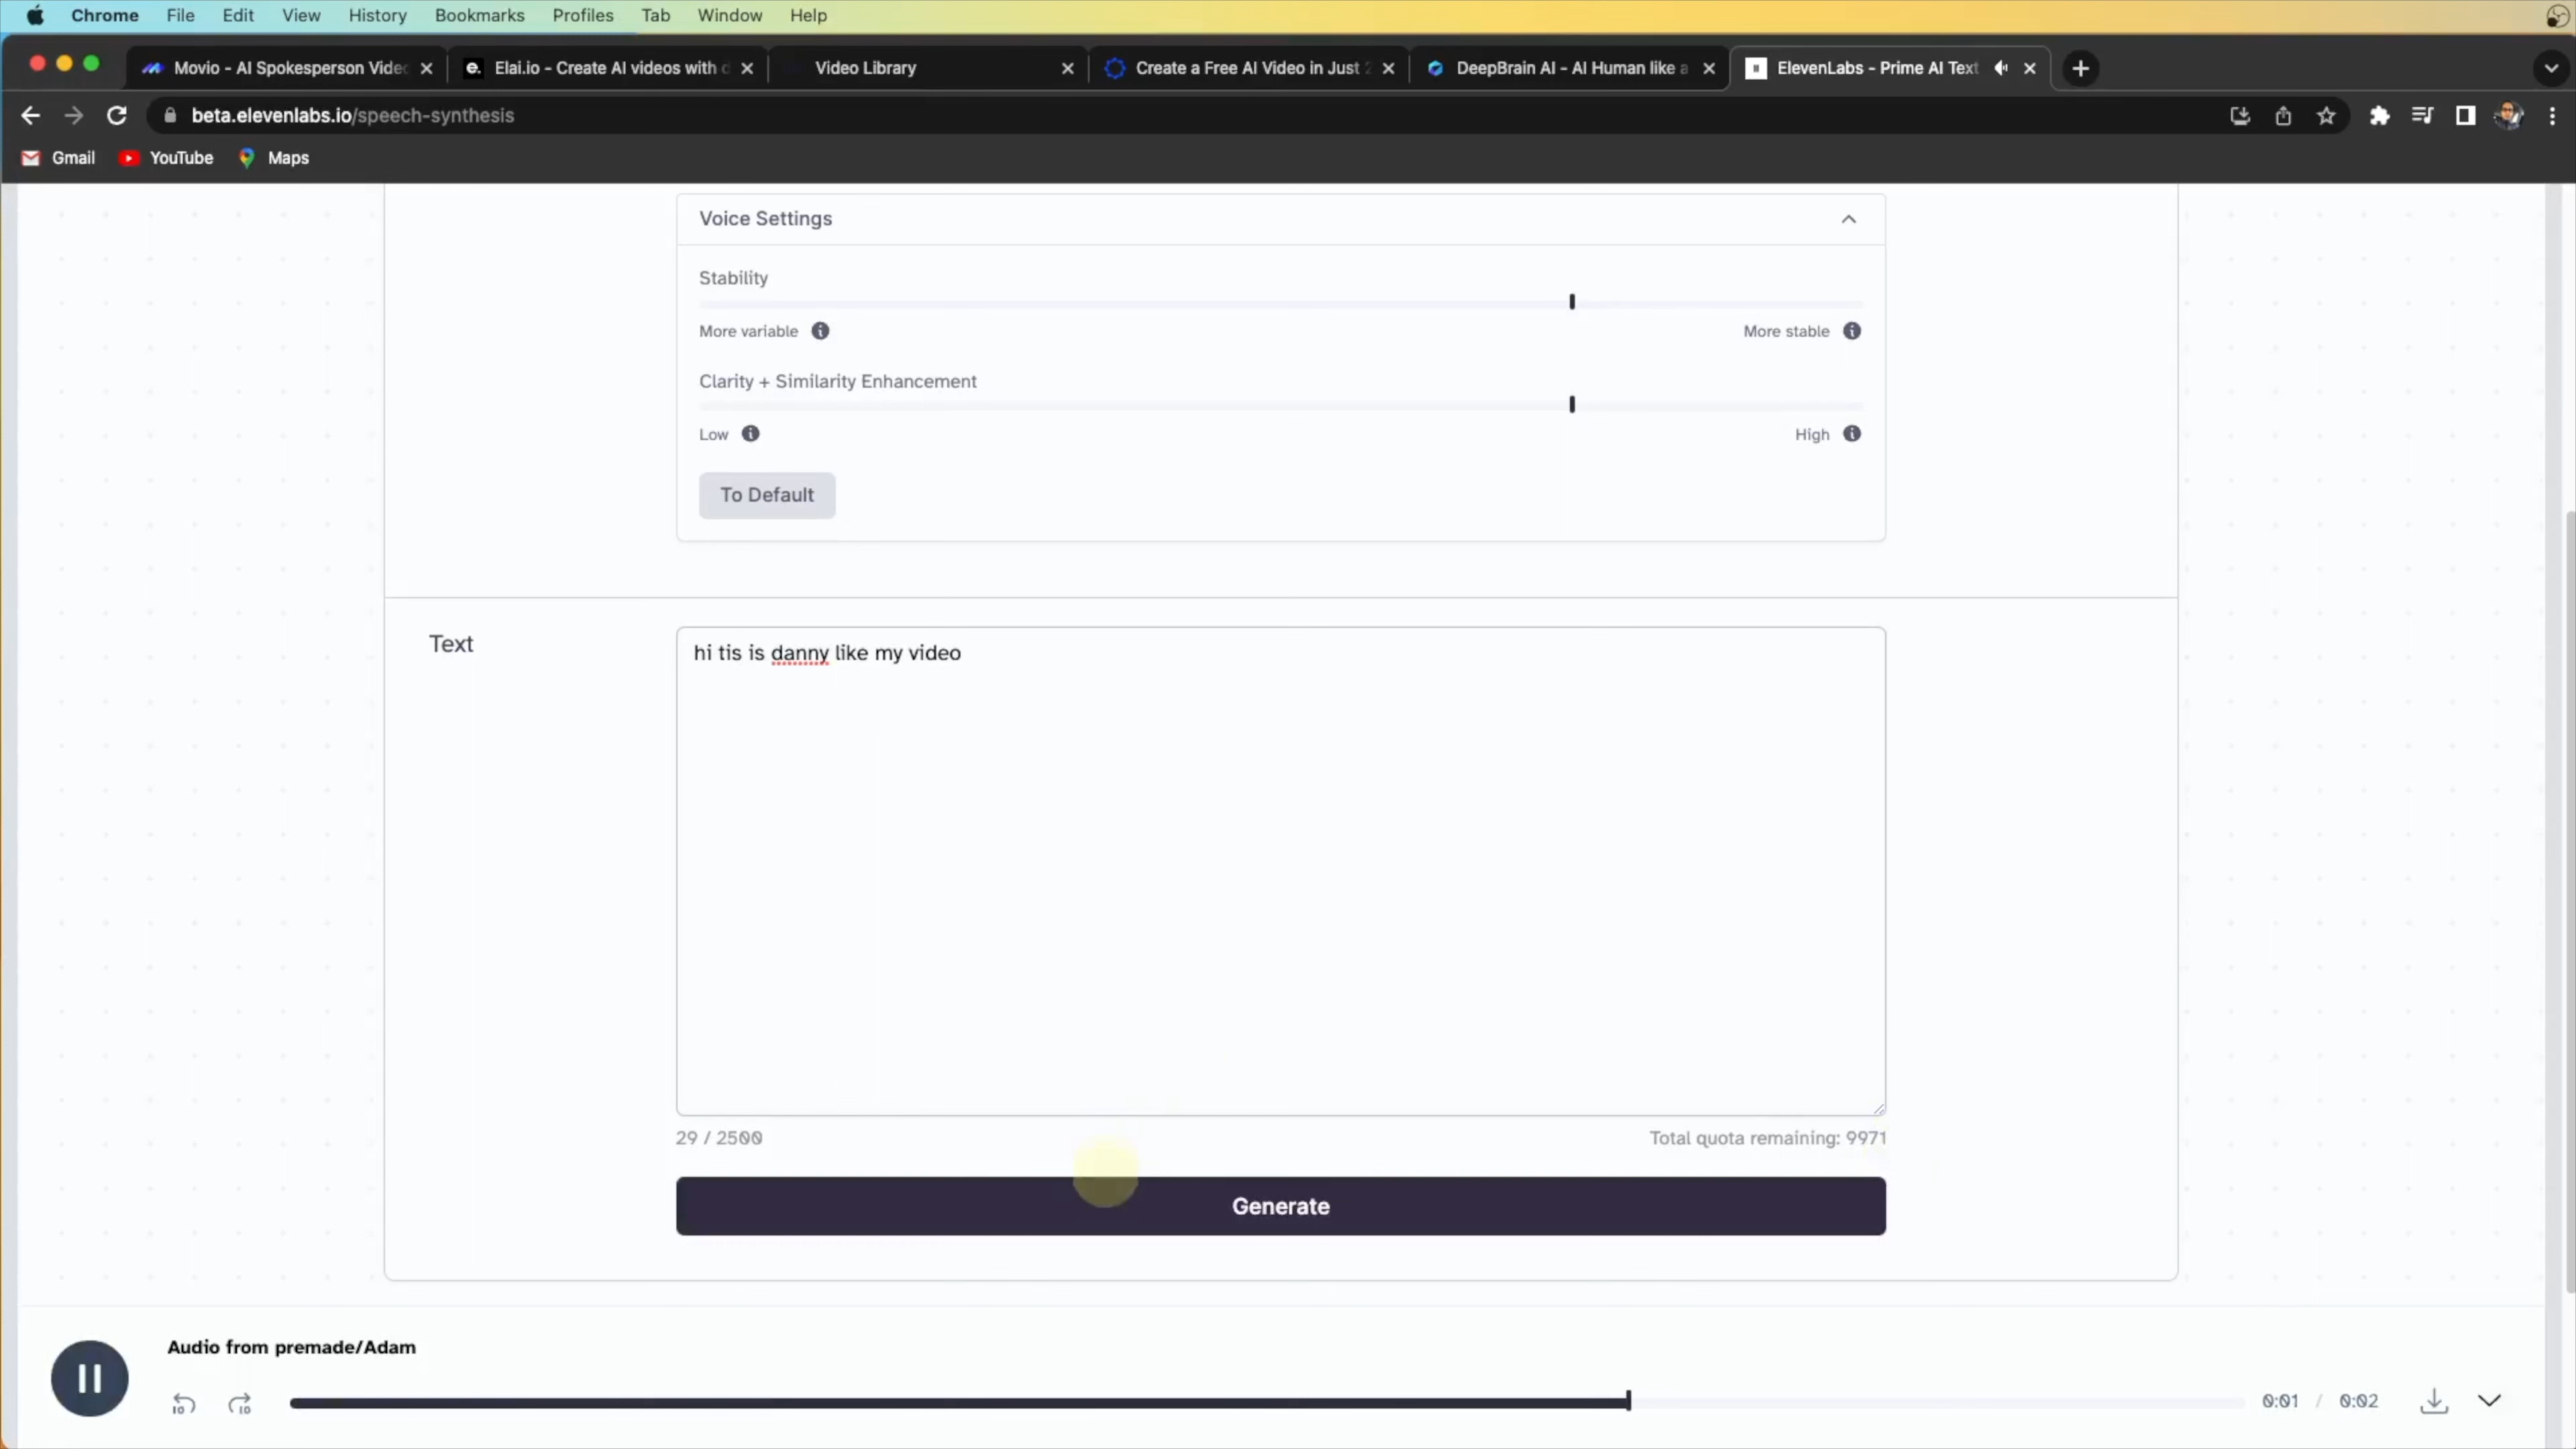 Chrome File Edit View History Bookmarks Profiles Tab Window Help
Movio - AI Spokesperson Video Elai.io - Create AI videos with d Video Library Create a Free AI Video in Just 2 DeepBrain AI - AI Human like a ElevenLabs - Prime AI Text
beta.elevenlabs.io/speech-synthesis
Gmail YouTube Maps
Voice Settings
Stability
More variable More stable
Clarity + Similarity Enhancement
Low High
To Default
Text
hi tis is danny like my video
29 / 2500 Total quota remaining: 9971
Generate
Audio from premade/Adam
10 10 0:01 / 0:02